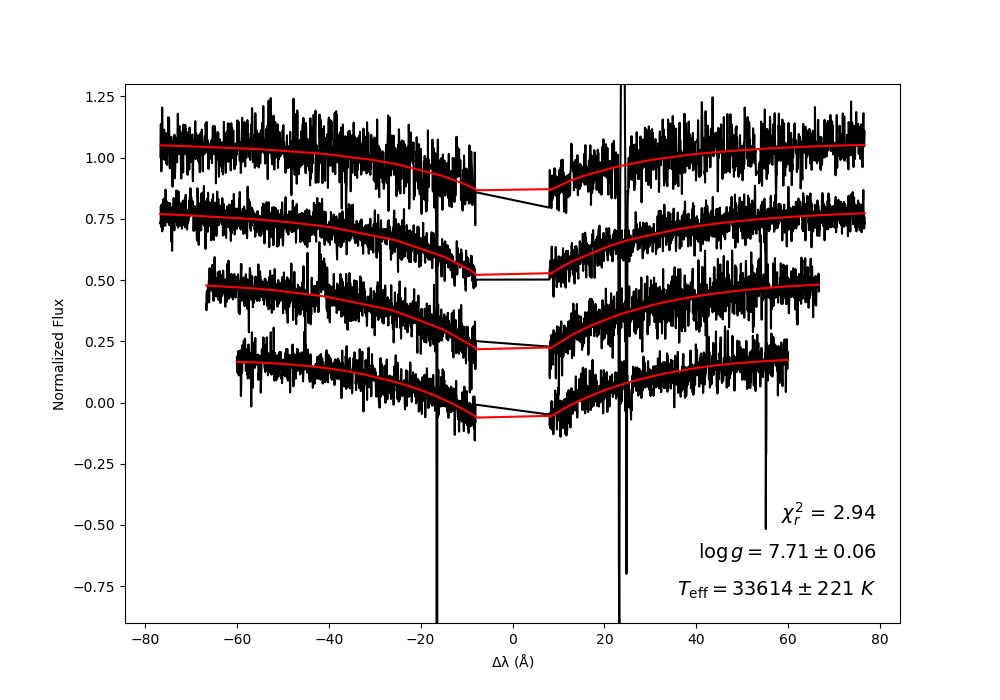 1.25
1.00
0.75
0.50
0.25
0.00
−0.25
−0.50
−0.75
Normalized Flux
χ²ᵣ = 2.94
log g = 7.71 ± 0.06
T_eff = 33614 ± 221 K
−80 −60 −40 −20 0 20 40 60 80
Δλ (Å)